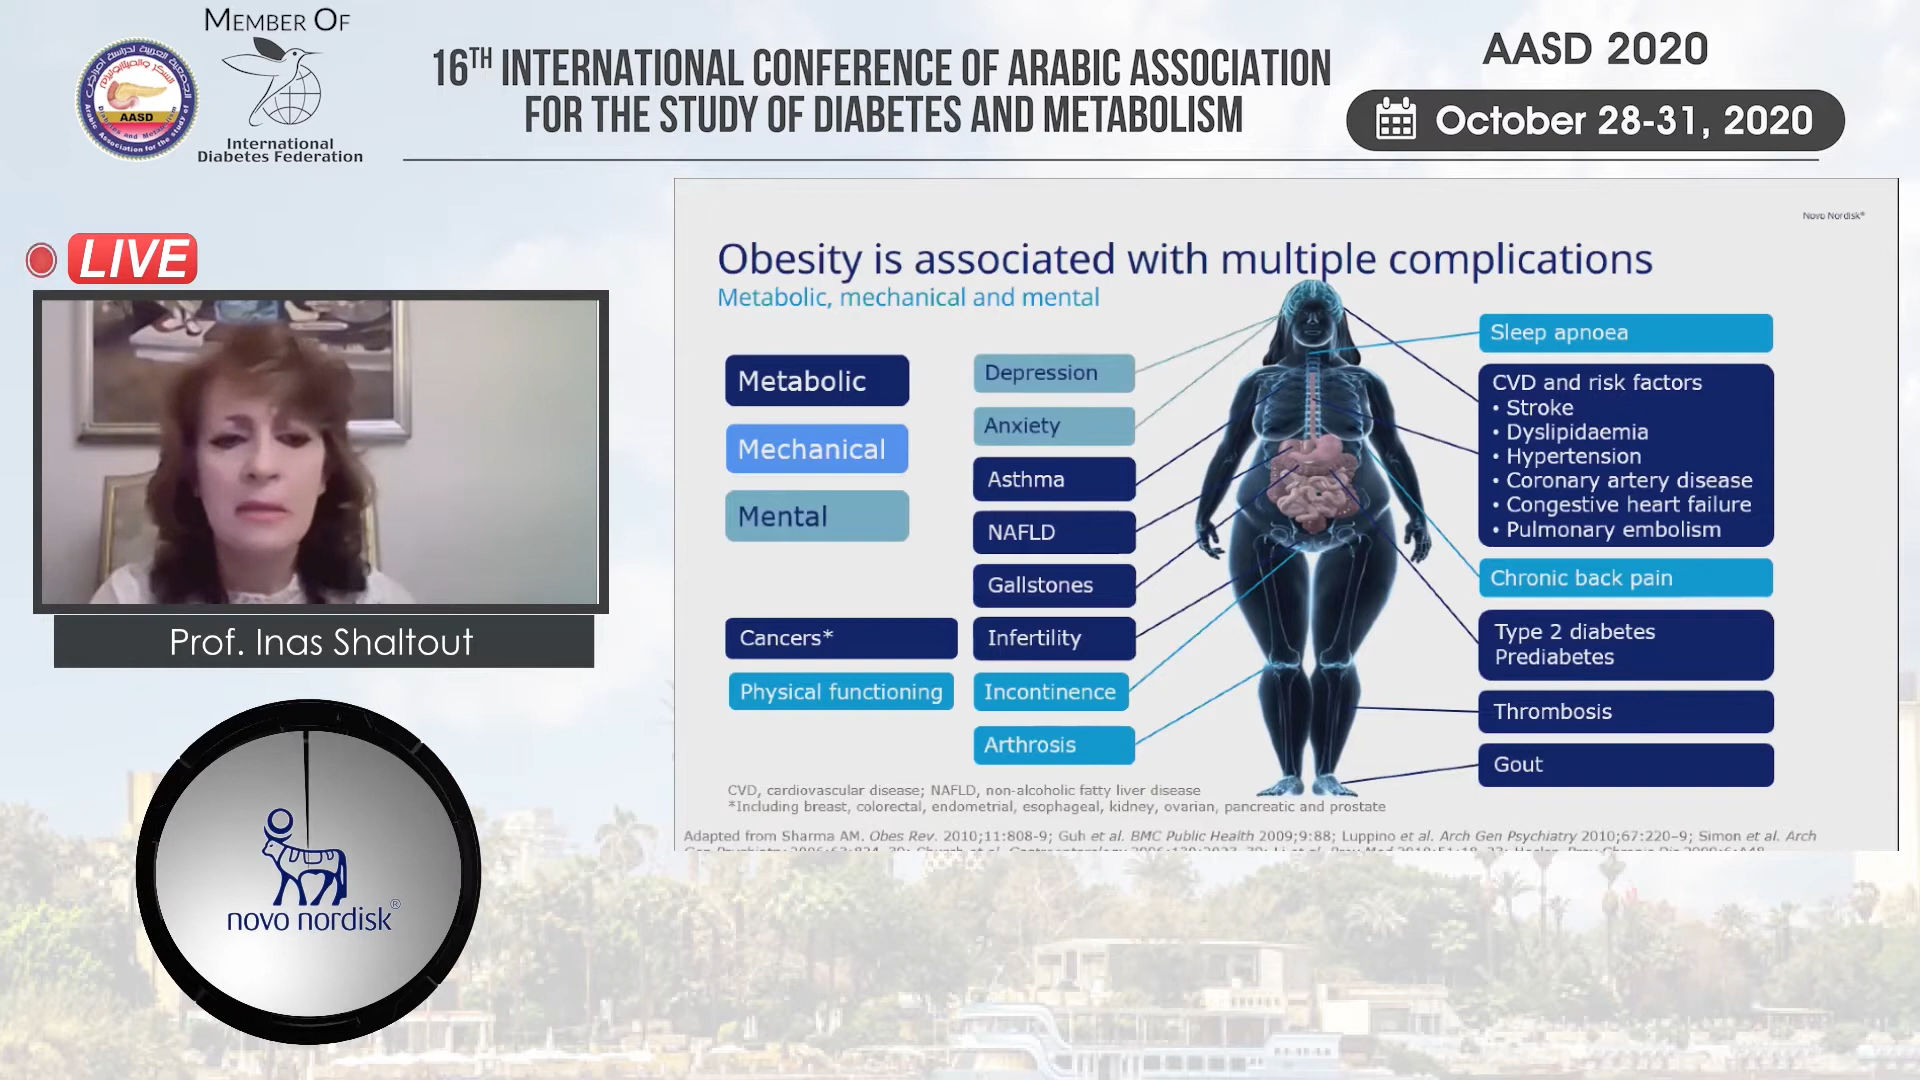 MEMBER OF
AASD
International
Diabetes Federation
16TH INTERNATIONAL CONFERENCE OF ARABIC ASSOCIATION
FOR THE STUDY OF DIABETES AND METABOLISM
AASD 2020
October 28-31, 2020
LIVE
Prof. Inas Shaltout
novo nordisk®
Novo Nordisk®
Obesity is associated with multiple complications
Metabolic, mechanical and mental
Metabolic
Mechanical
Mental
Cancers*
Physical functioning
Depression
Anxiety
Asthma
NAFLD
Gallstones
Infertility
Incontinence
Arthrosis
Sleep apnoea
CVD and risk factors
• Stroke
• Dyslipidaemia
• Hypertension
• Coronary artery disease
• Congestive heart failure
• Pulmonary embolism
Chronic back pain
Type 2 diabetes
Prediabetes
Thrombosis
Gout
CVD, cardiovascular disease; NAFLD, non-alcoholic fatty liver disease
*Including breast, colorectal, endometrial, esophageal, kidney, ovarian, pancreatic and prostate
Adapted from Sharma AM. Obes Rev. 2010;11:808-9; Guh et al. BMC Public Health 2009;9:88; Luppino et al. Arch Gen Psychiatry 2010;67:220–9; Simon et al. Arch